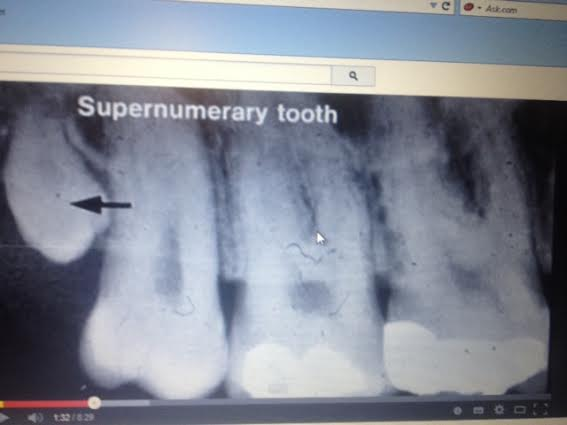 Ask.com
Supernumerary tooth
1:32 / 8:29